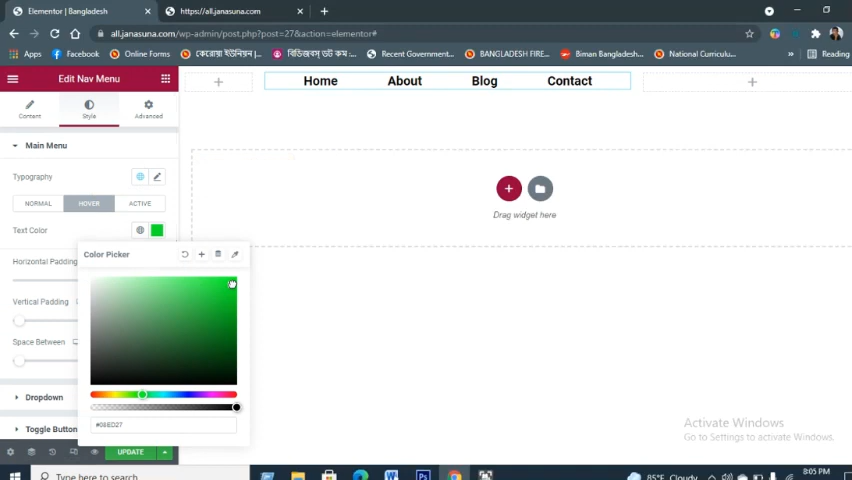 Elementor | Bangladesh
https://all.janasuna.com/
all.janasuna.com/wp-admin/post.php?post=27&action=elementor#
Apps
Facebook
Online Forms
কেরোয়া ইউনিয়ন |...
বিডিজবস্ ডট কম :...
Recent Government...
BANGLADESH FIRE...
Biman Bangladesh...
National Curriculu...
»
Reading
Edit Nav Menu
Home About Blog Contact
Content
Style
Advanced
Main Menu
Typography
NORMAL
HOVER
ACTIVE
Drag widget here
Text Color
Color Picker
Horizontal Padding
Vertical Padding
Space Between
Dropdown
Toggle Button
UPDATE
Activate Windows
Go to Settings to activate Windows.
Type here to search
85°F Cloudy
8:05 PM